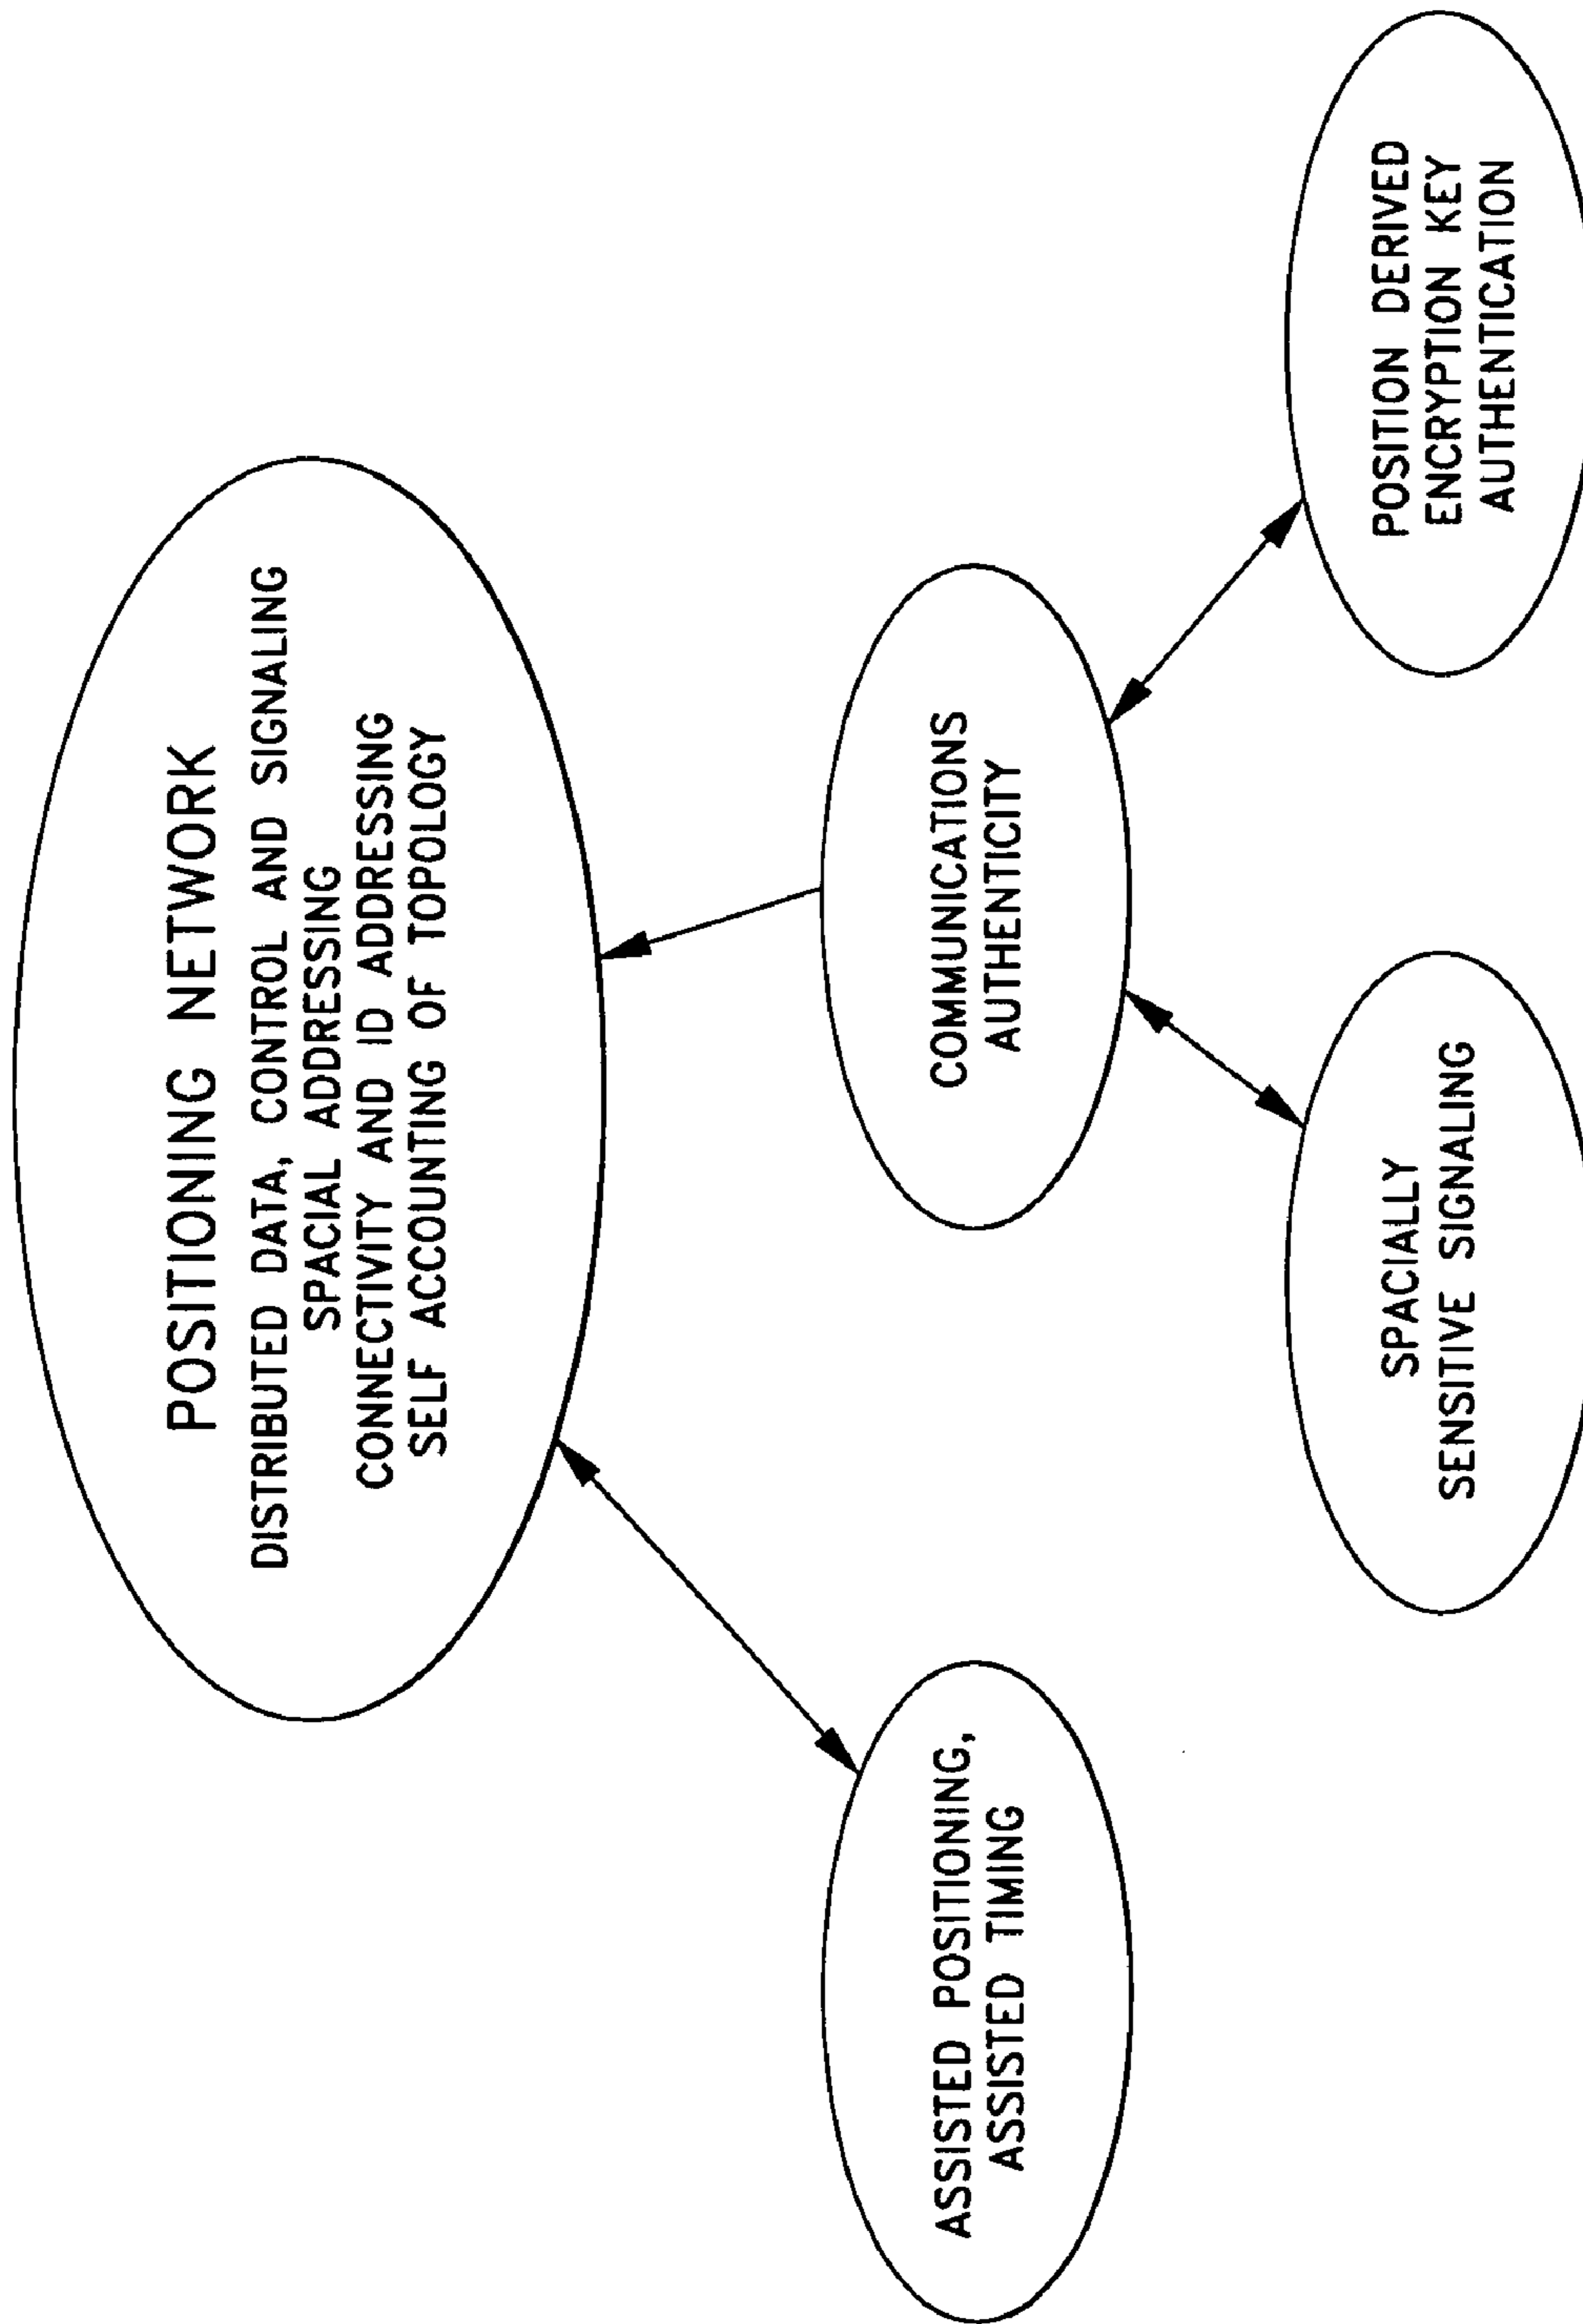 POSITIONING NETWORK
DISTRIBUTED DATA, CONTROL AND SIGNALING
SPACIAL ADDRESSING
CONNECTIVITY AND ID ADDRESSING
SELF ACCOUNTING OF TOPOLOGY
ASSISTED POSITIONING,
ASSISTED TIMING
COMMUNICATIONS
AUTHENTICITY
SPACIALLY
SENSITIVE SIGNALING
POSITION DERIVED
ENCRYPTION KEY
AUTHENTICATION